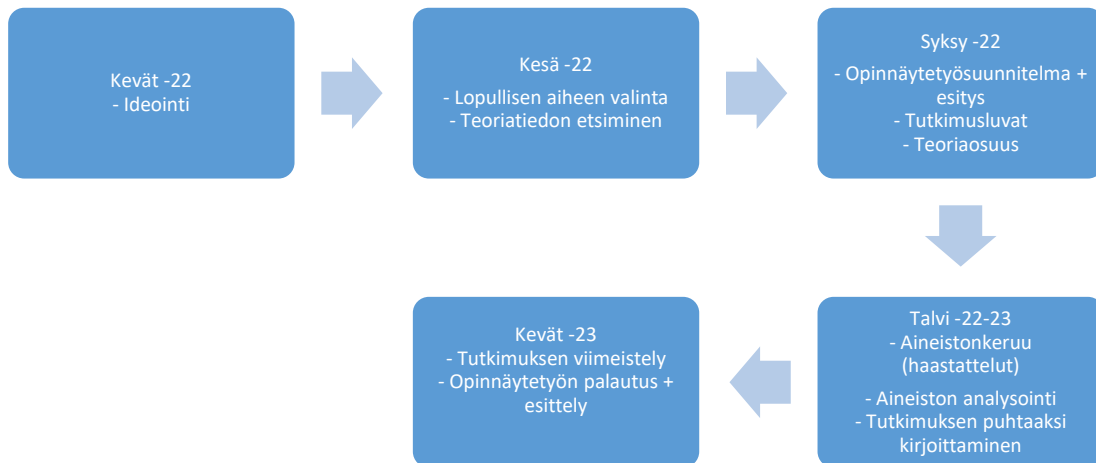 Kevät -22
- Ideointi
Kesä -22
- Lopullisen aiheen valinta
- Teoriatiedon etsiminen
Syksy -22
- Opinnäytetyösuunnitelma +
esitys
- Tutkimusluvat
- Teoriaosuus
Talvi -22-23
- Aineistonkeruu
(haastattelut)
- Aineiston analysointi
- Tutkimuksen puhtaaksi
kirjoittaminen
Kevät -23
- Tutkimuksen viimeistely
- Opinnäytetyön palautus +
esittely